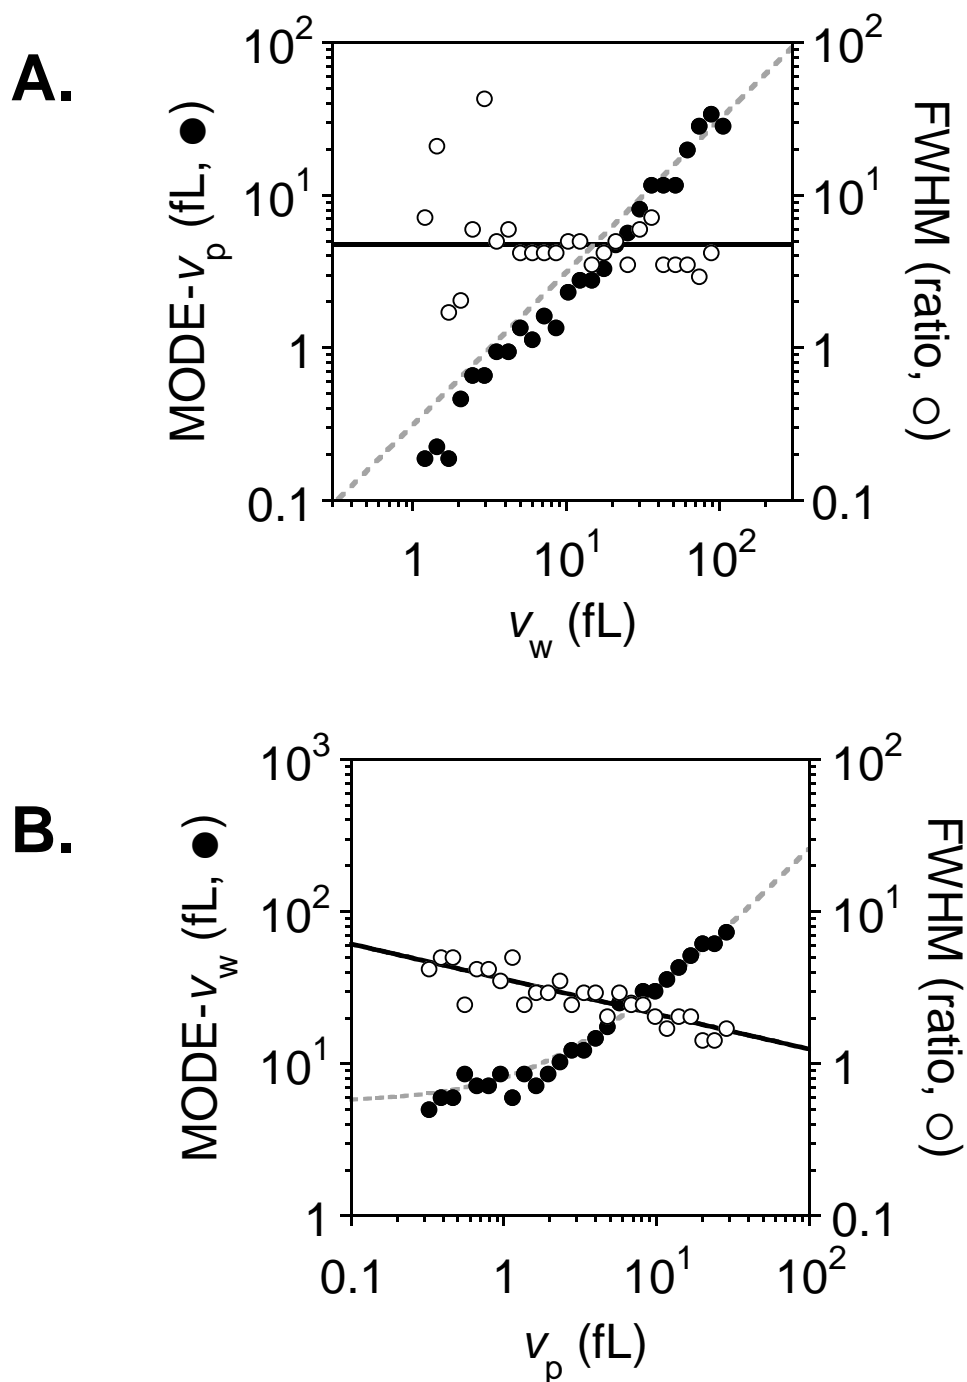 A.
MODE-vp (fL, ●)
10²
10¹
1
0.1
10²
10¹
1
0.1
FWHM (ratio, ○)
1
10¹
10²
vw (fL)
B.
MODE-vw (fL, ●)
10³
10²
10¹
1
10²
10¹
1
0.1
FWHM (ratio, ○)
0.1
1
10¹
10²
vp (fL)